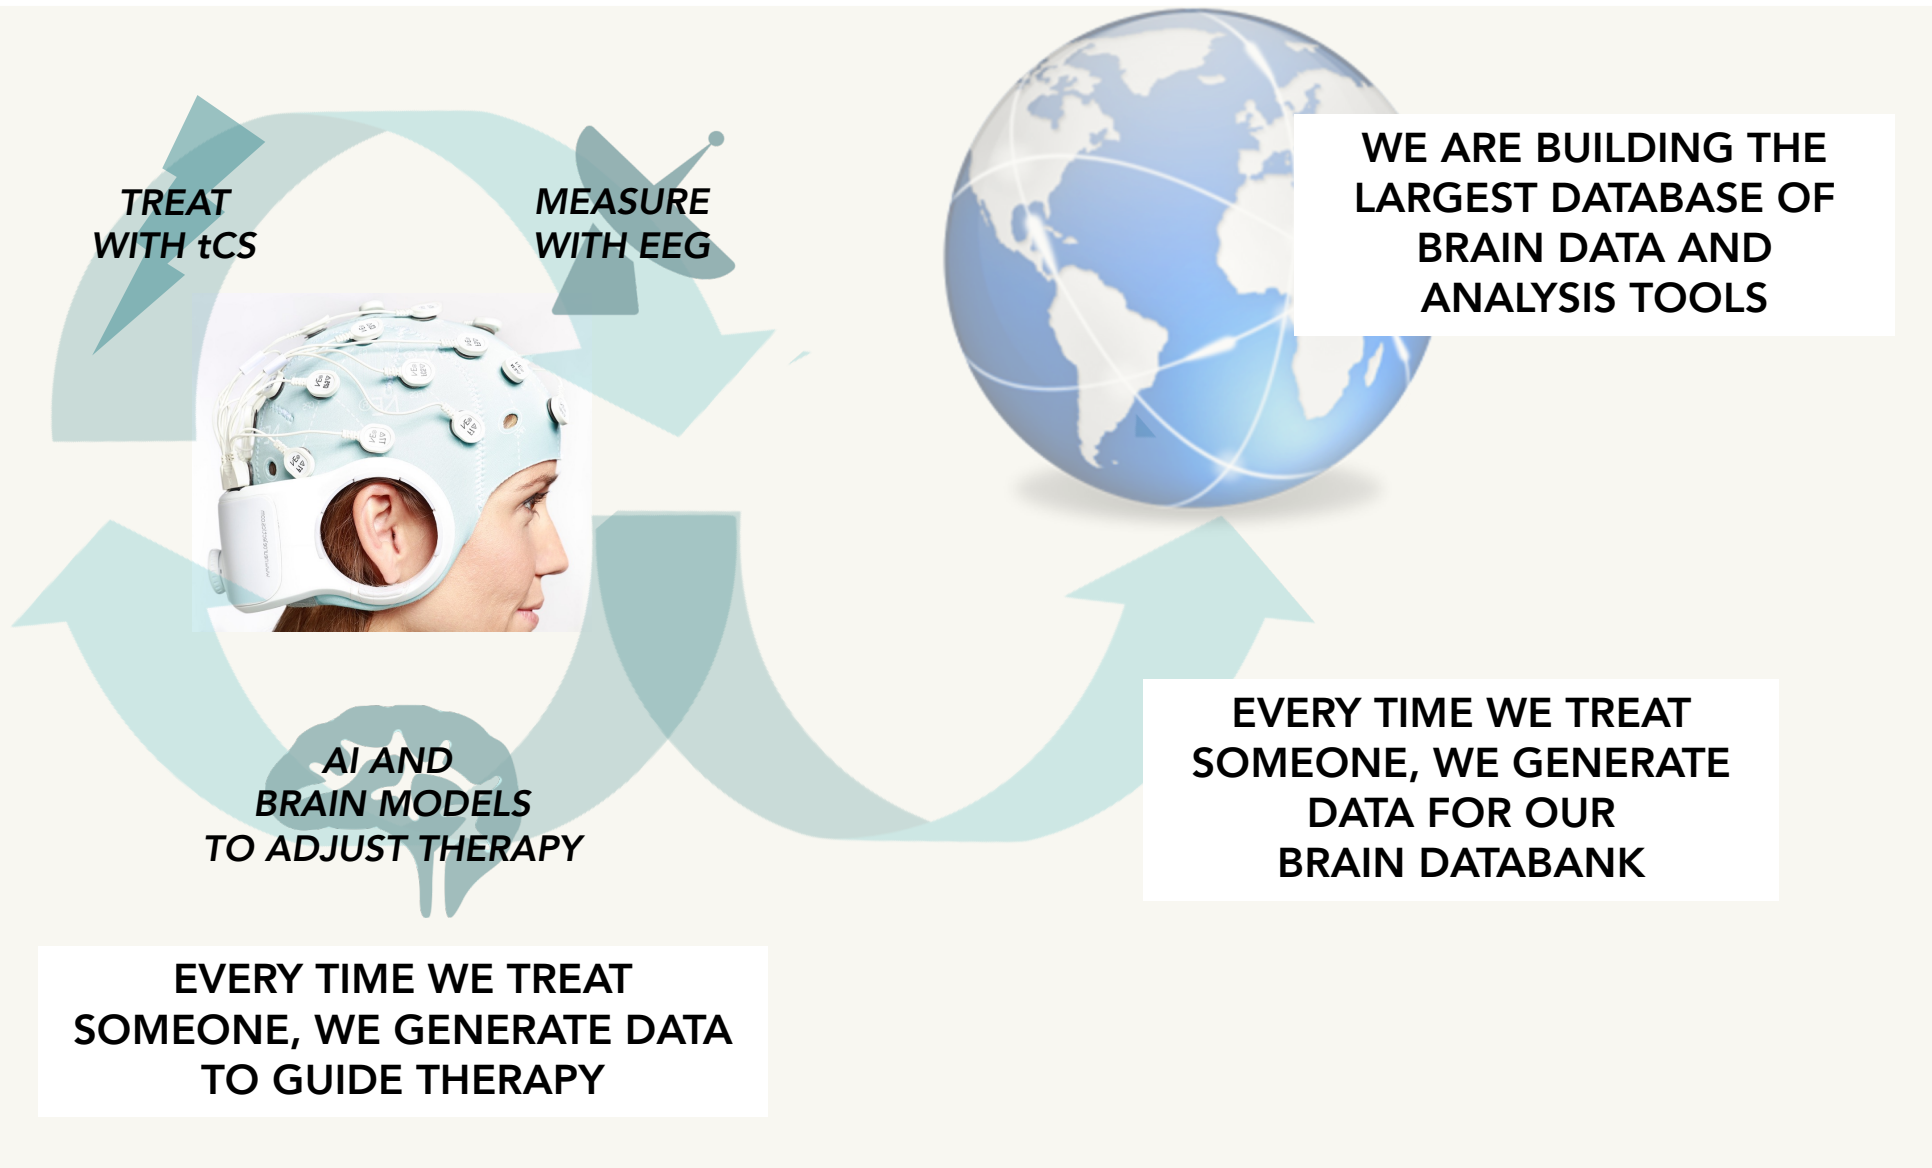 TREAT
WITH tCS
MEASURE
WITH EEG
AI AND
BRAIN MODELS
TO ADJUST THERAPY
EVERY TIME WE TREAT
SOMEONE, WE GENERATE DATA
TO GUIDE THERAPY
WE ARE BUILDING THE
LARGEST DATABASE OF
BRAIN DATA AND
ANALYSIS TOOLS
EVERY TIME WE TREAT
SOMEONE, WE GENERATE
DATA FOR OUR
BRAIN DATABANK